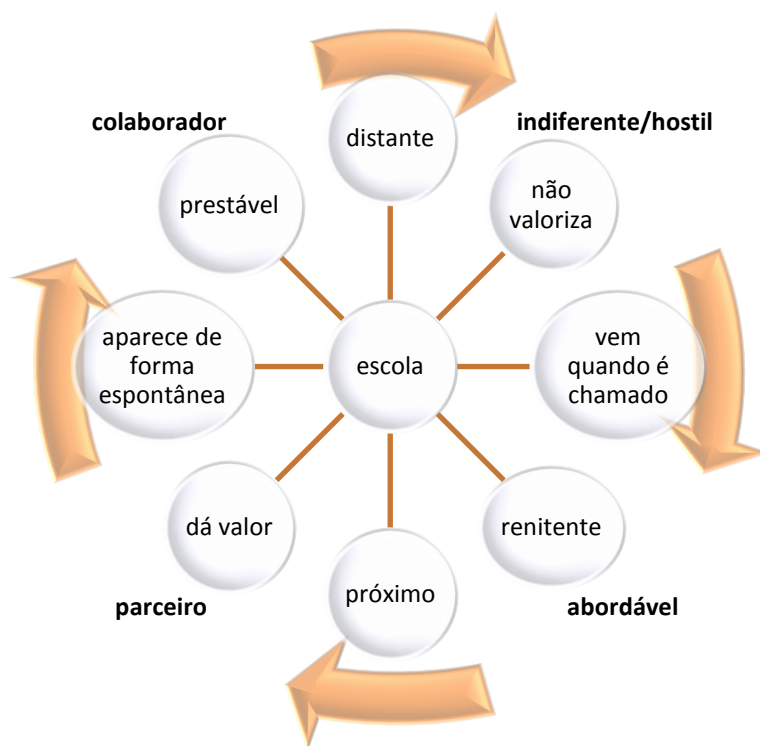 colaborador
distante
indiferente/hostil
prestável
não
valoriza
aparece de
forma
espontânea
escola
vem
quando é
chamado
dá valor
renitente
próximo
parceiro
abordável